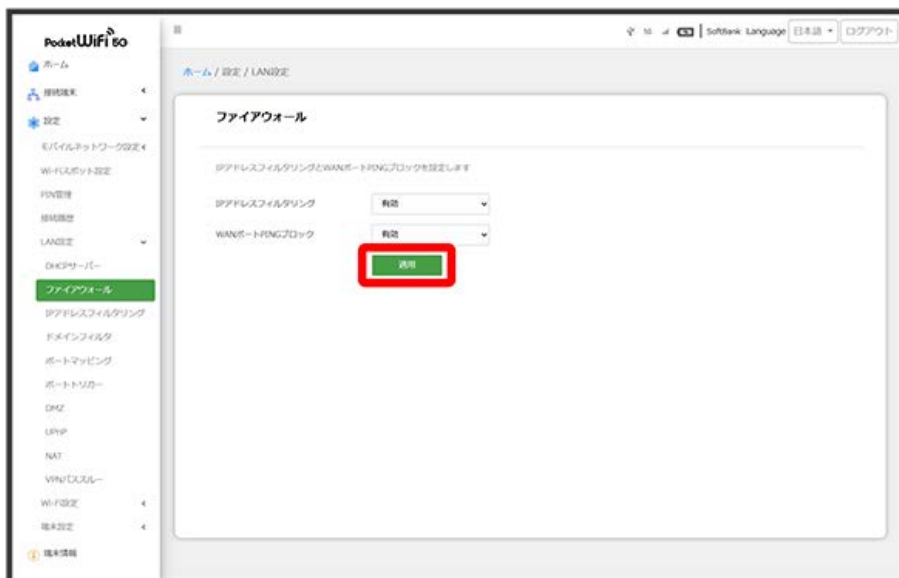 PocketWiFi 5G
SoftBank Language 日本語 ログアウト
ホーム
接続端末
設定
モバイルネットワーク設定
Wi-Fiスポット設定
PIN管理
接続履歴
LAN設定
DHCPサーバー
ファイアウォール
IPアドレスフィルタリング
ドメインフィルタ
ポートマッピング
ポートトリガー
DMZ
UPnP
NAT
VPNパススルー
Wi-Fi設定
端末設定
端末情報
ホーム / 設定 / LAN設定
ファイアウォール
IPアドレスフィルタリングとWANポートPINGブロックを設定します
IPアドレスフィルタリング 有効
WANポートPINGブロック 有効
適用